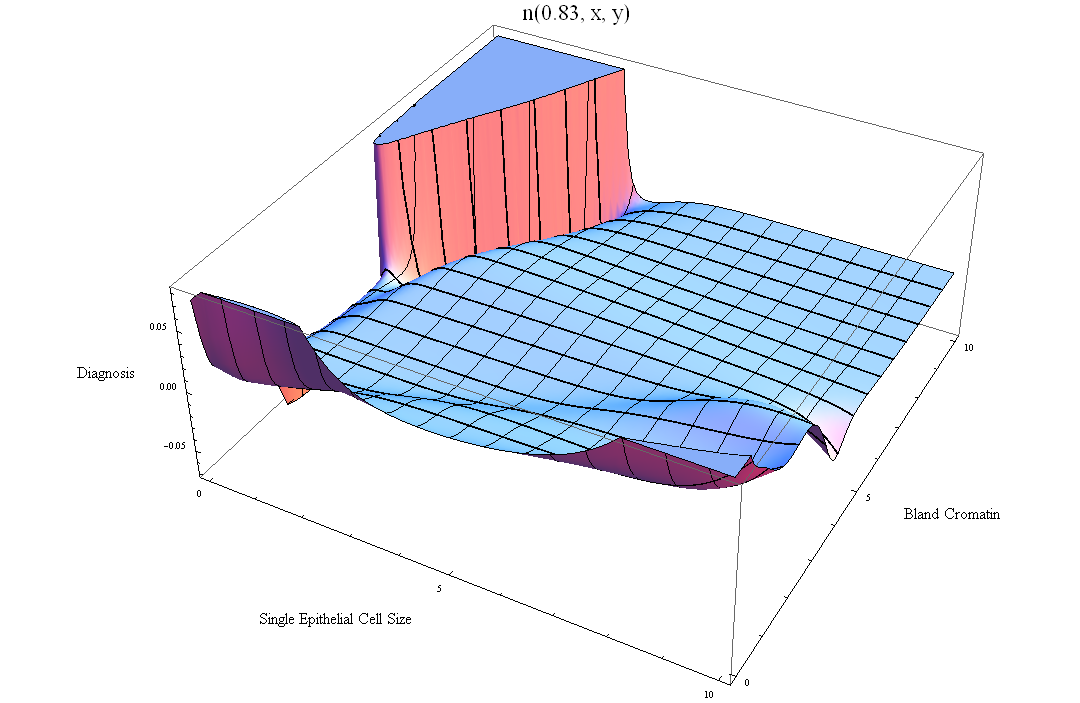 n(0.83, x, y)
0.05
Diagnosis
0.00
-0.05
0
5
10
Single Epithelial Cell Size
0
5
10
Bland Cromatin